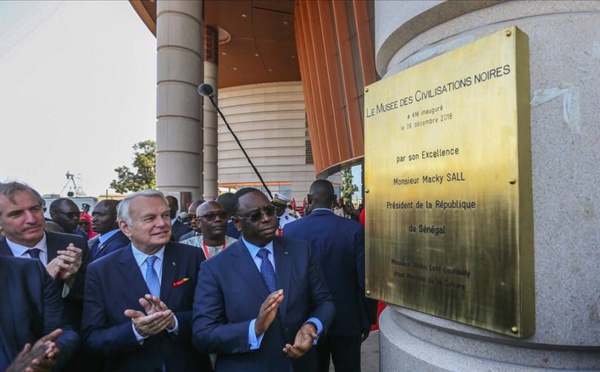 LE MUSEE DES CIVILISATIONS NOIRES
a été inauguré
le 06 décembre 2018
par son Excellence
Monsieur Macky SALL
Président de la République
du Sénégal
Monsieur